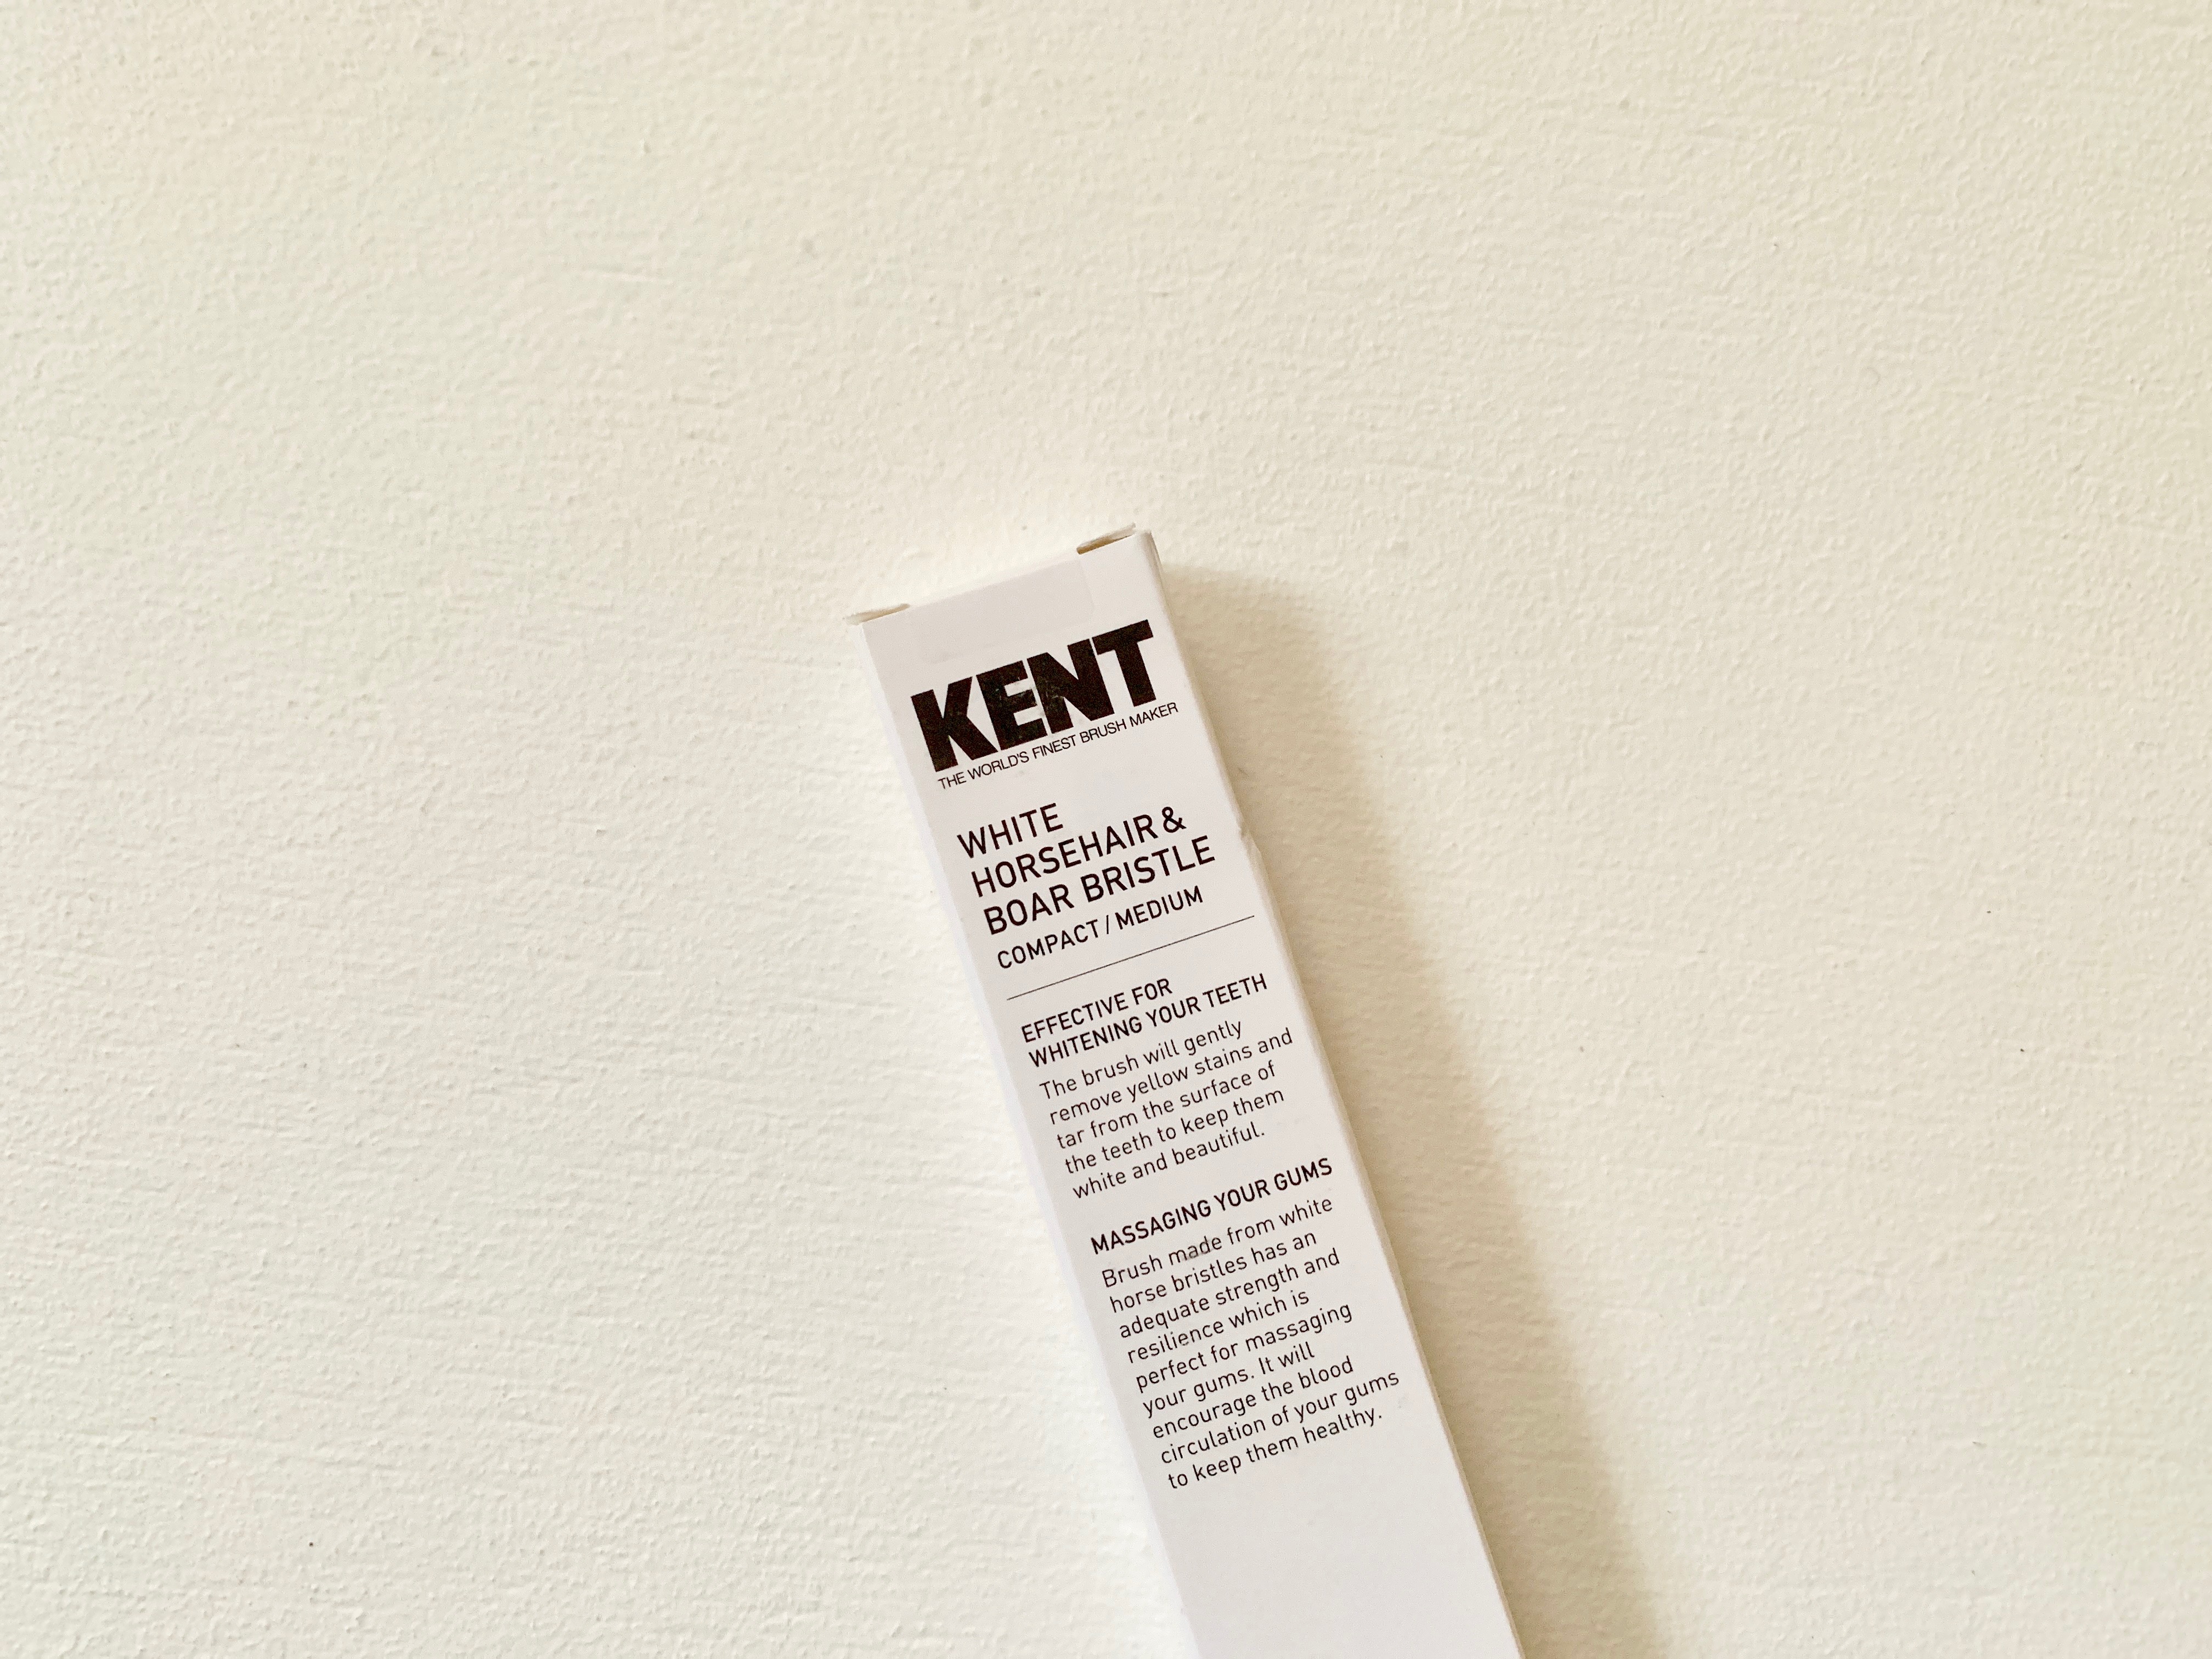 KENT
THE WORLD'S FINEST BRUSH MAKER
WHITE
HORSEHAIR &
BOAR BRISTLE
COMPACT / MEDIUM
EFFECTIVE FOR
WHITENING YOUR TEETH
The brush will gently
remove yellow stains and
tar from the surface of
the teeth to keep them
white and beautiful.
MASSAGING YOUR GUMS
Brush made from white
horse bristles has an
adequate strength and
resilience which is
perfect for massaging
your gums. It will
encourage the blood
circulation of your gums
to keep them healthy.